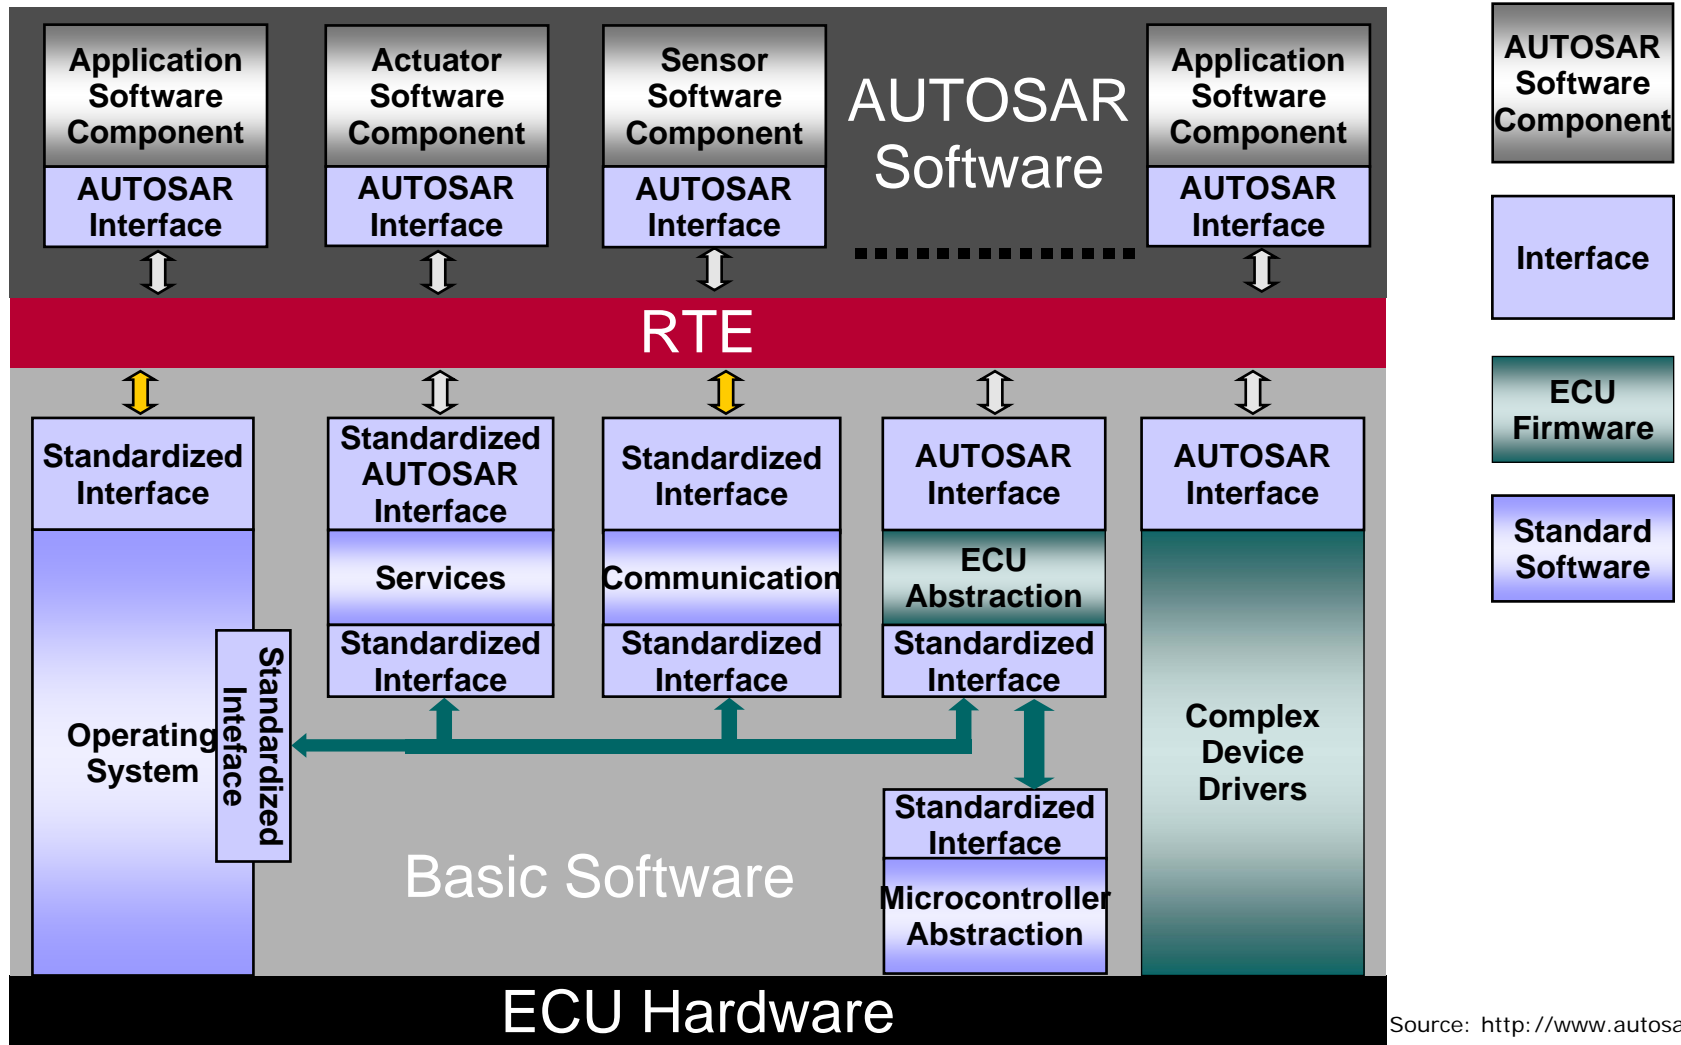 Application
Software
Component
AUTOSAR
Interface
Actuator
Software
Component
AUTOSAR
Interface
Sensor
Software
Component
AUTOSAR
Interface
AUTOSAR
Software
Application
Software
Component
AUTOSAR
Interface
RTE
Standardized
Interface
Operating
System
Standardized
Inteface
Standardized
AUTOSAR
Interface
Services
Standardized
Interface
Standardized
Interface
Communication
Standardized
Interface
AUTOSAR
Interface
ECU
Abstraction
Standardized
Interface
Standardized
Interface
Microcontroller
Abstraction
AUTOSAR
Interface
Complex
Device
Drivers
Basic Software
ECU Hardware
AUTOSAR
Software
Component
Interface
ECU
Firmware
Standard
Software
Source: http://www.autosa